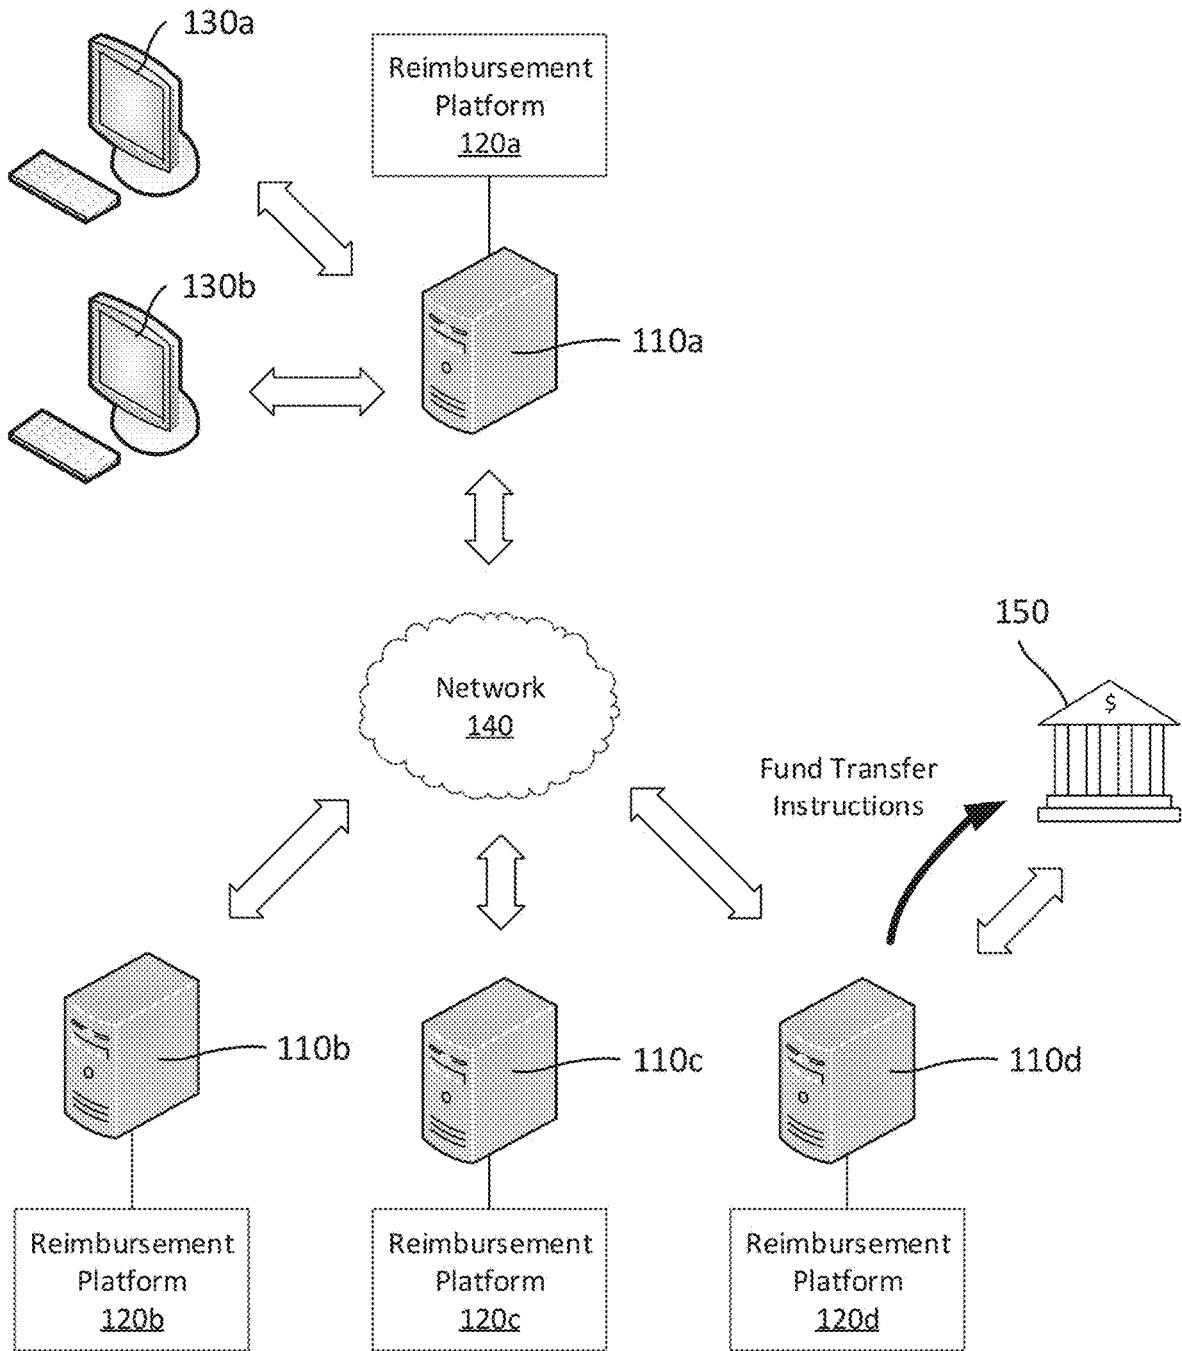 130a
Reimbursement
Platform
120a
130b
110a
150
$
Network
140
Fund Transfer
Instructions
110b
110c
110d
Reimbursement
Platform
120b
Reimbursement
Platform
120c
Reimbursement
Platform
120d